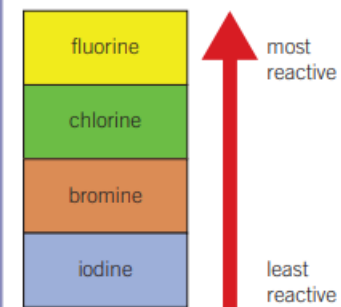 fluorine
most
reactive
chlorine
bromine
iodine
least
reactive